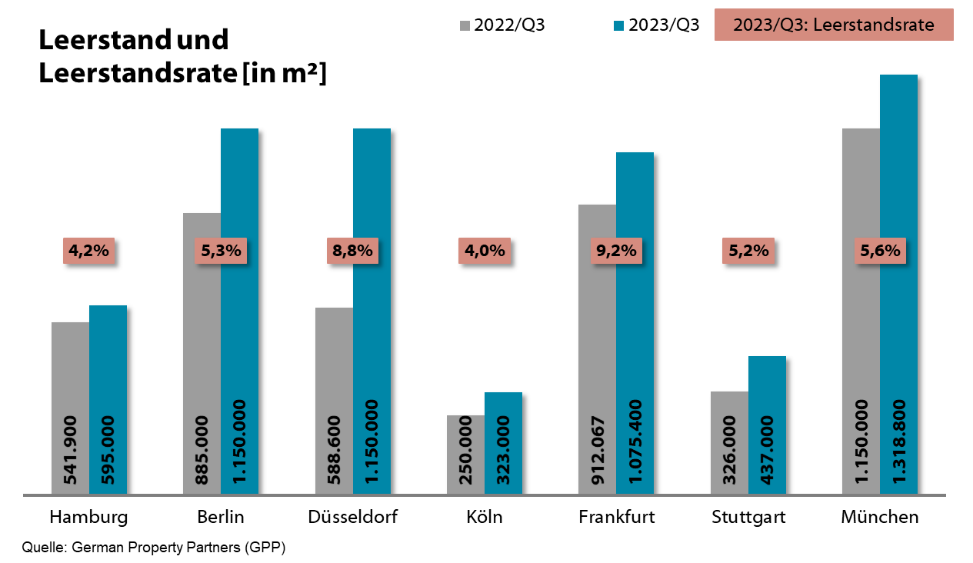 Leerstand und
Leerstandsrate [in m²]
2022/Q3
2023/Q3
2023/Q3: Leerstandsrate
4,2%
5,3%
8,8%
4,0%
9,2%
5,2%
5,6%
541.900
595.000
885.000
1.150.000
588.600
1.150.000
250.000
323.000
912.067
1.075.400
326.000
437.000
1.150.000
1.318.800
Hamburg
Berlin
Düsseldorf
Köln
Frankfurt
Stuttgart
München
Quelle: German Property Partners (GPP)